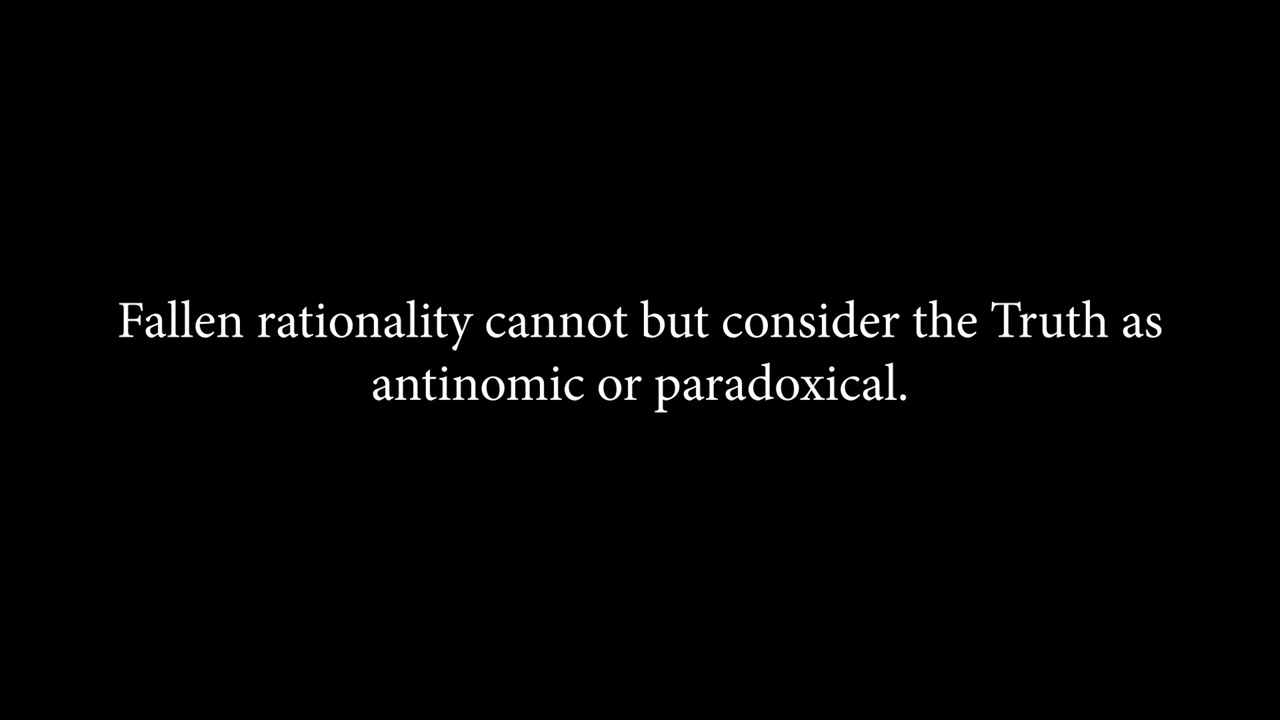 Fallen rationality cannot but consider the Truth as
antinomic or paradoxical.